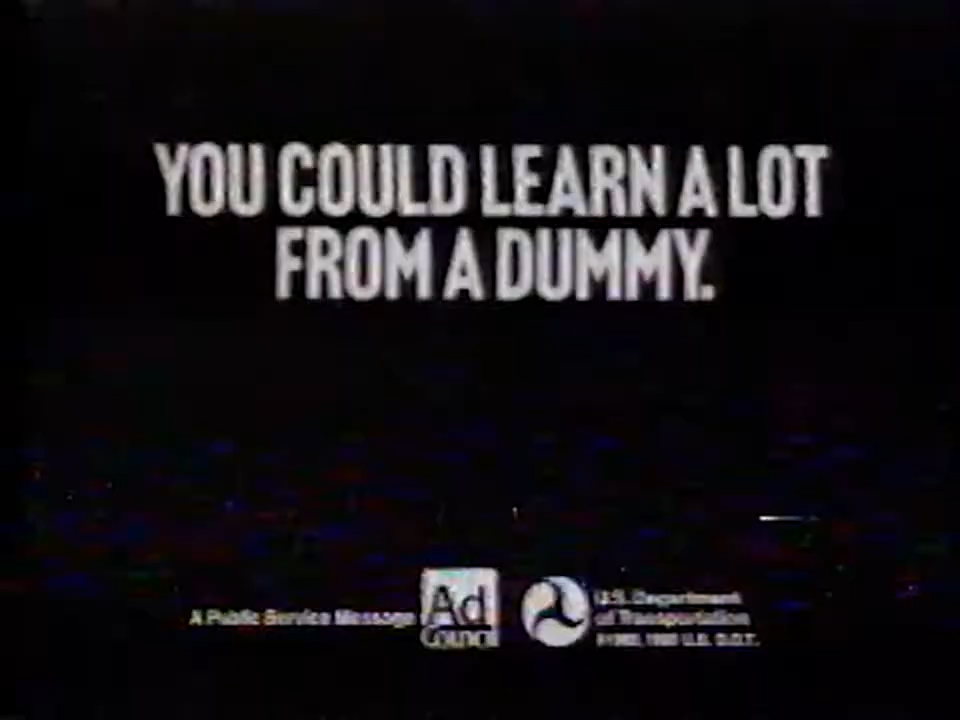 YOU COULD LEARN A LOT
FROM A DUMMY.
A Public Service Message
Ad
Council
U.S. Department
of Transportation
U.S. D.O.T.